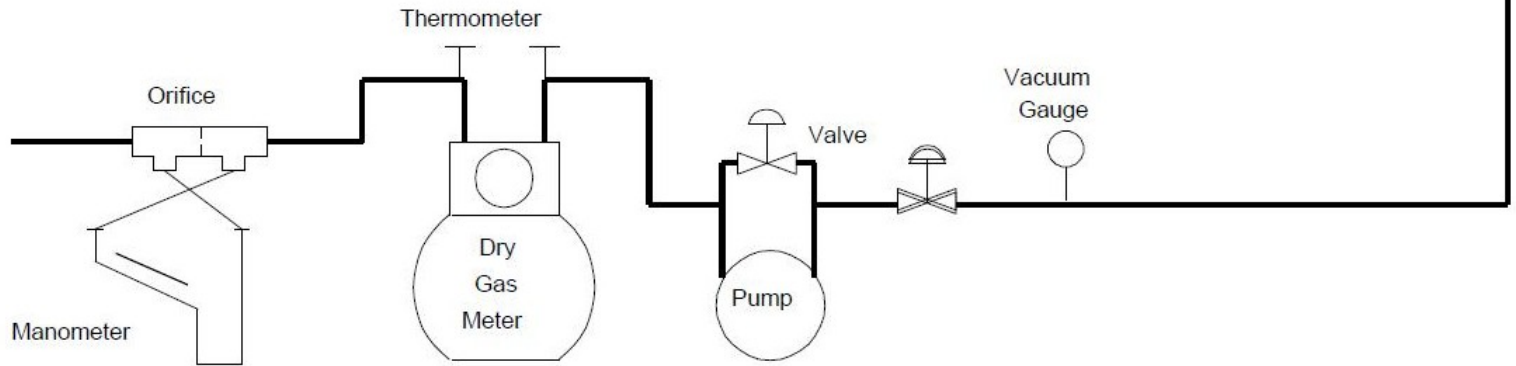 Thermometer
Orifice
Vacuum
Gauge
Valve
Dry
Gas
Meter
Pump
Manometer